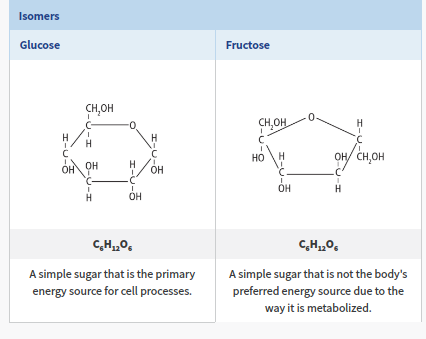 Isomers
Glucose
Fructose
CH₂OH
C O
H H H
C C
OH OH H OH
C C
H OH
O
CH₂OH H
C C
HO H OH CH₂OH
C C
OH H
C₆H₁₂O₆
C₆H₁₂O₆
A simple sugar that is the primary
energy source for cell processes.
A simple sugar that is not the body's
preferred energy source due to the
way it is metabolized.